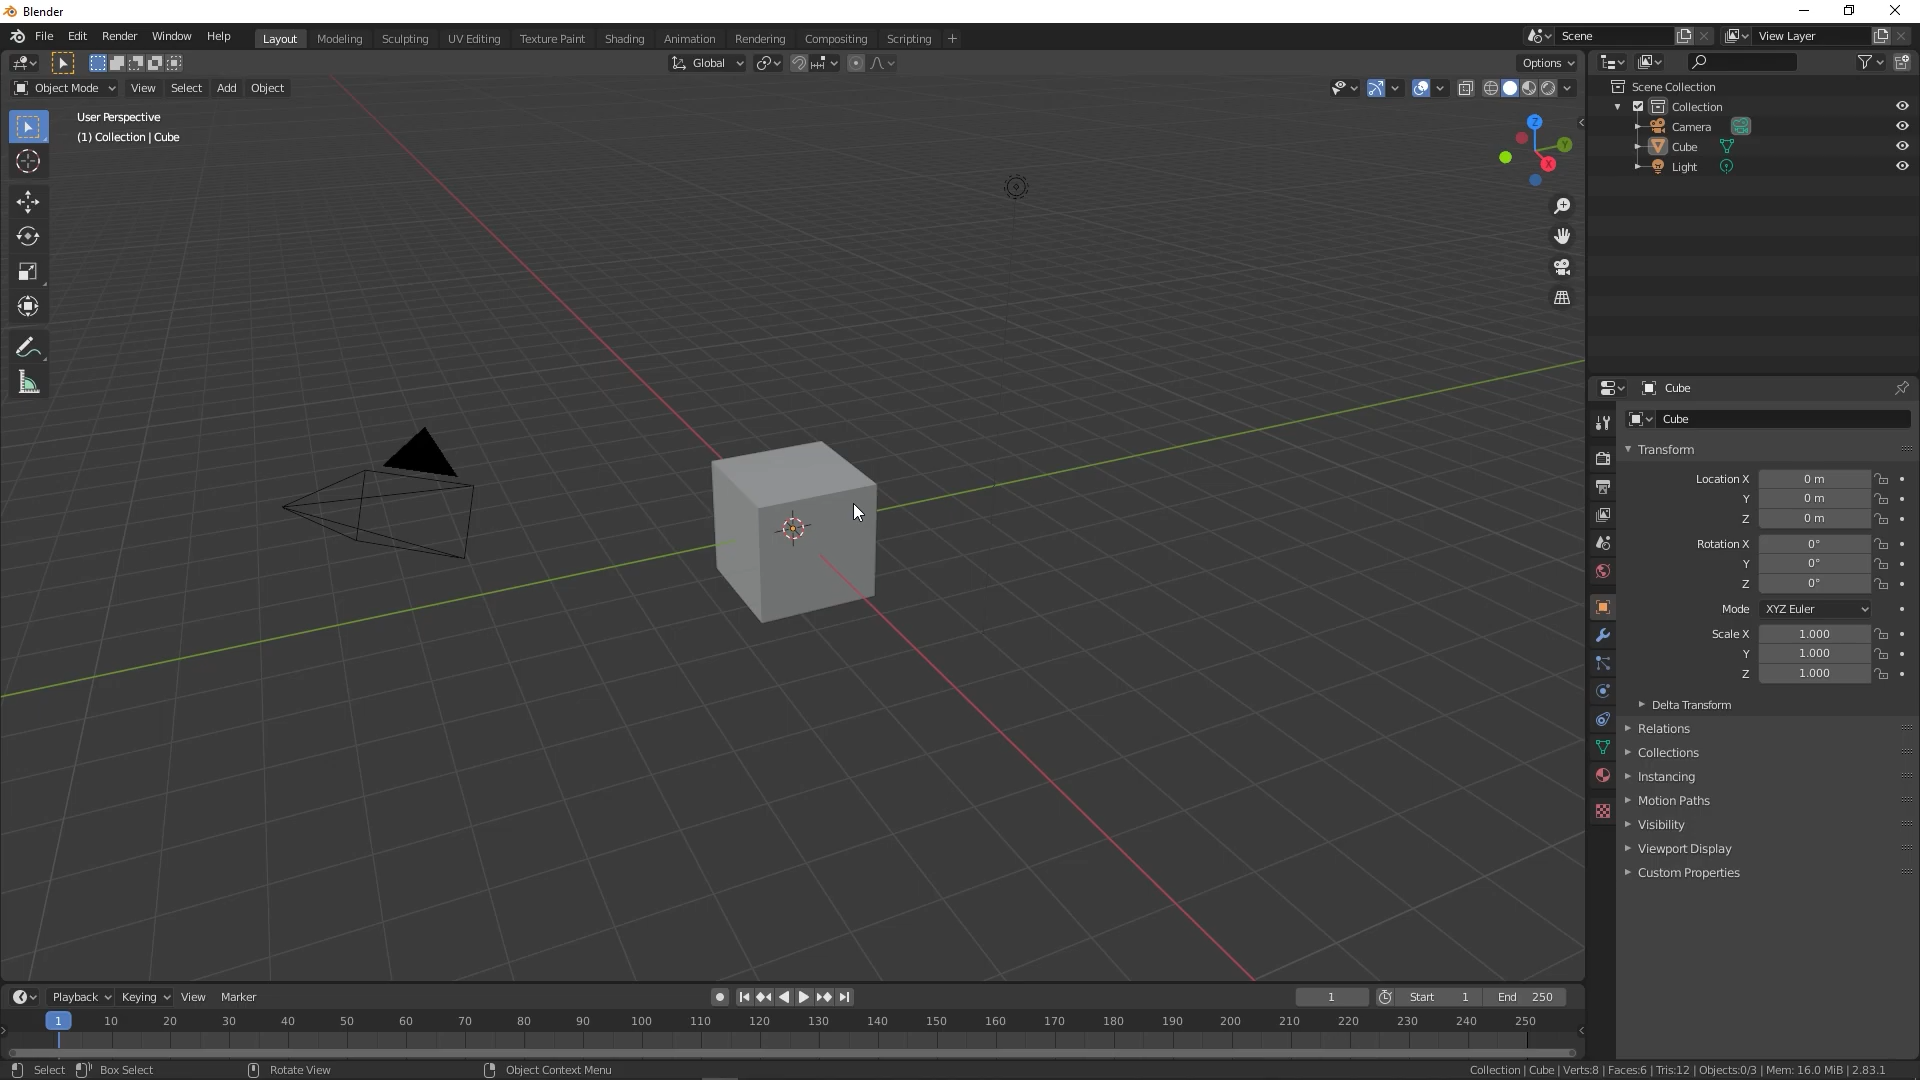 Blender
File Edit Render Window Help Layout Modeling Sculpting UV Editing Texture Paint Shading Animation Rendering Compositing Scripting + Scene View Layer
Global Options
Object Mode View Select Add Object
User Perspective
(1) Collection | Cube
Z
Y
X
Scene Collection
Collection
Camera
Cube
Light
Cube
Cube
Transform
Location X 0 m
Y 0 m
Z 0 m
Rotation X 0°
Y 0°
Z 0°
Mode XYZ Euler
Scale X 1.000
Y 1.000
Z 1.000
Delta Transform
Relations
Collections
Instancing
Motion Paths
Visibility
Viewport Display
Custom Properties
Playback Keying View Marker 1 Start 1 End 250
1 10 20 30 40 50 60 70 80 90 100 110 120 130 140 150 160 170 180 190 200 210 220 230 240 250
Select Box Select Rotate View Object Context Menu Collection | Cube | Verts:8 | Faces:6 | Tris:12 | Objects:0/3 | Mem: 16.0 MiB | 2.83.1